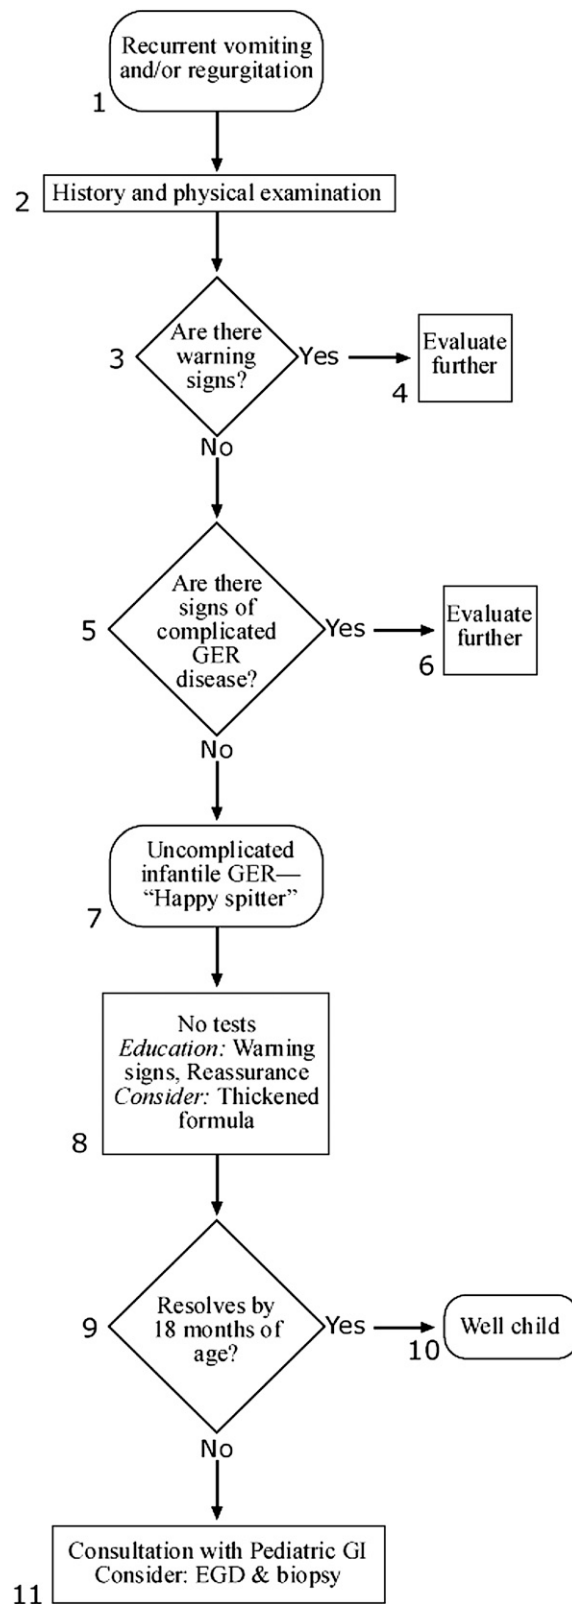 Recurrent vomiting
and/or regurgitation
1
History and physical examination
2
Are there
warning
signs?
3
Yes
Evaluate
further
4
No
Are there
signs of
complicated
GER
disease?
5
Yes
Evaluate
further
6
No
Uncomplicated
infantile GER—
“Happy spitter”
7
No tests
Education: Warning
signs, Reassurance
Consider: Thickened
formula
8
Resolves by
18 months of
age?
9
Yes
Well child
10
No
Consultation with Pediatric GI
Consider: EGD & biopsy
11